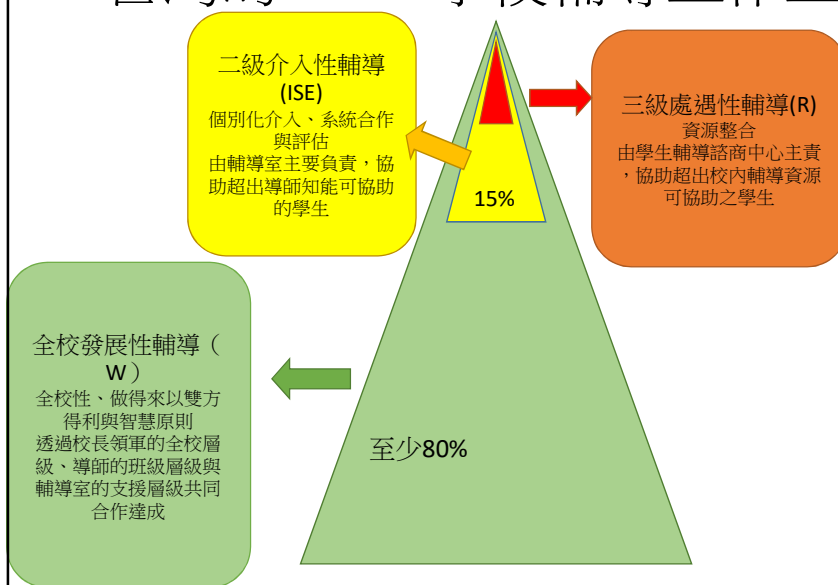 學校輔導工作
二級介入性輔導
(ISE)
個別化介入、系統合作
與評估
由輔導室主要負責，協
助超出導師知能可協助
的學生
三級處遇性輔導(R)
資源整合
由學生輔導諮商中心主責
，協助超出校內輔導資源
可協助之學生
15%
全校發展性輔導（
W）
全校性、做得來以雙方
得利與智慧原則
透過校長領軍的全校層
級、導師的班級層級與
輔導室的支援層級共同
合作達成
至少80%